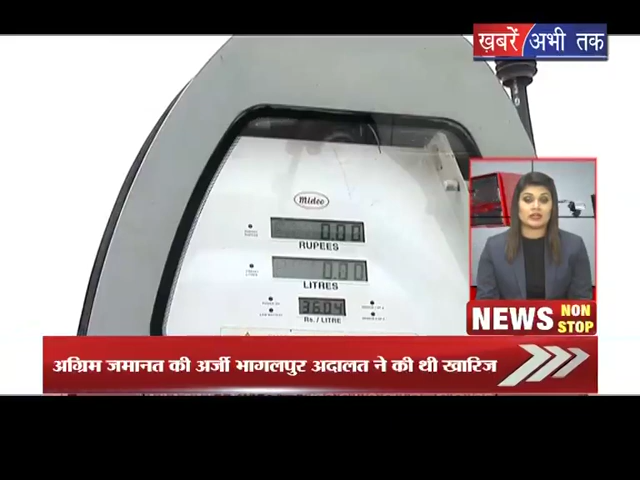 ख़बरें अभी तक
Midco
0.00
RUPEES
0.00
LITRES
Rs. / LITRE
NEWS NON STOP
अग्रिम जमानत की अर्जी भागलपुर अदालत ने की थी खारिज